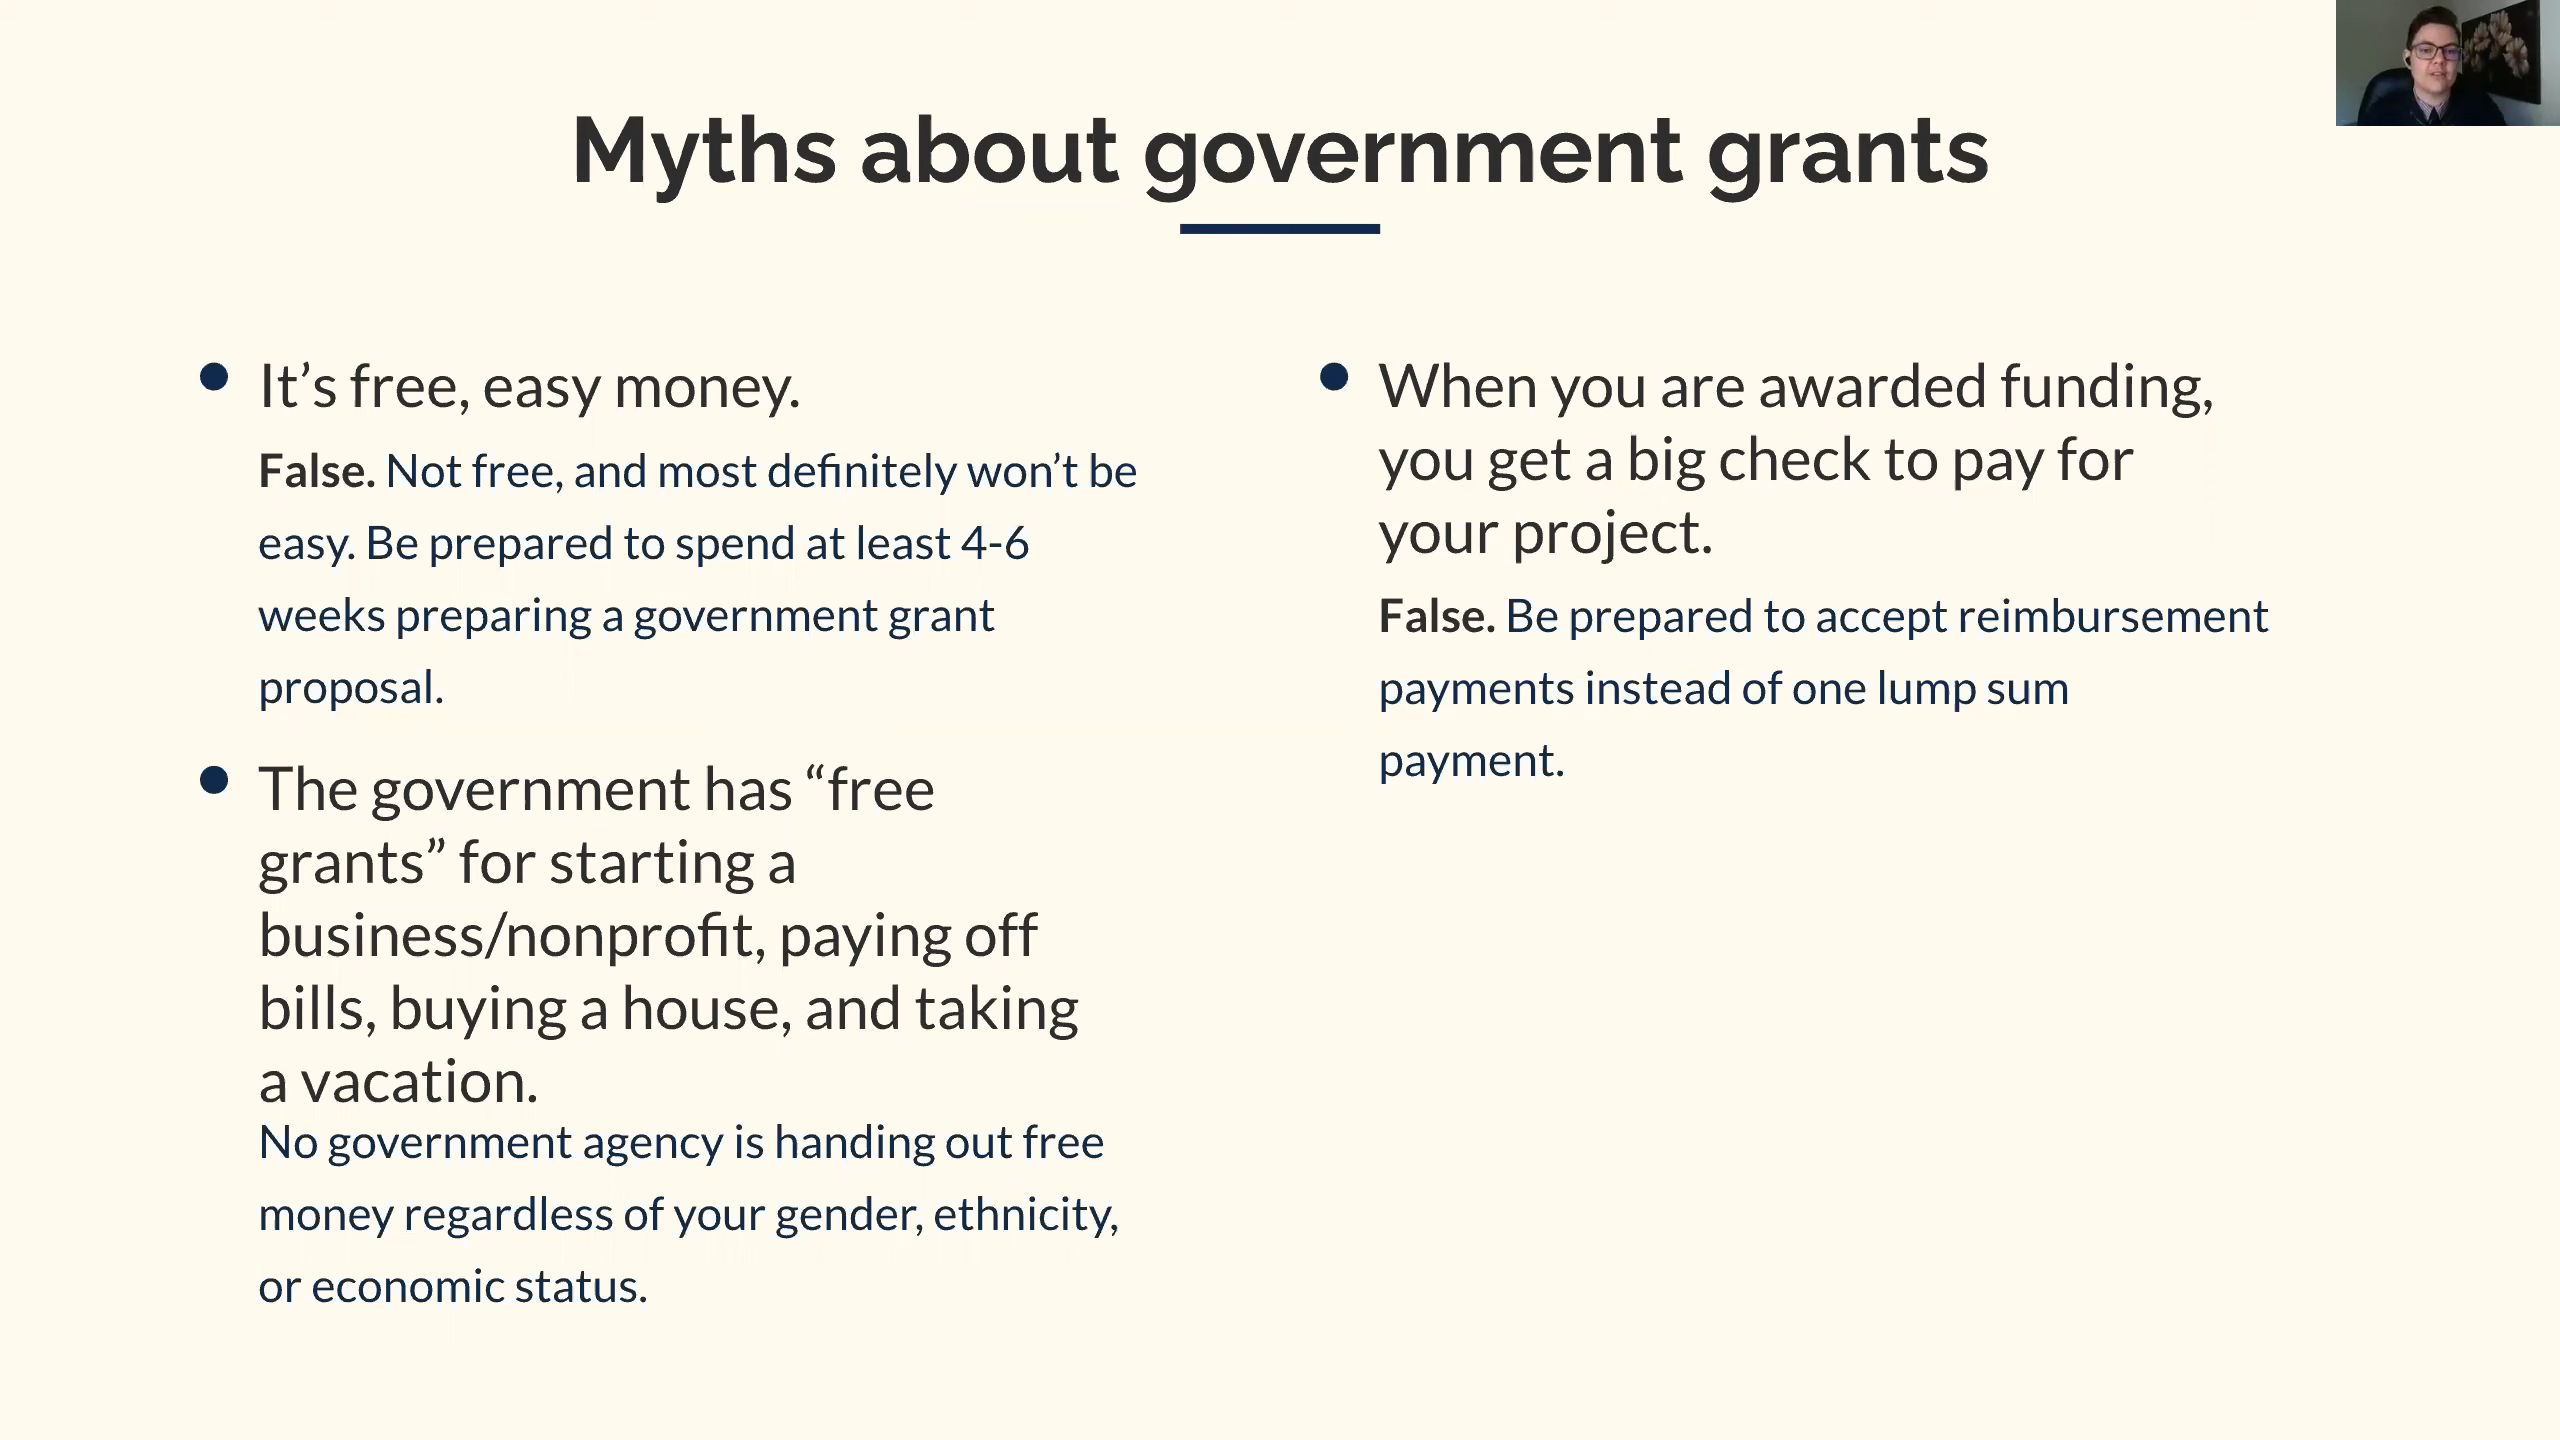 Myths about government grants
It’s free, easy money.
False. Not free, and most definitely won’t be
easy. Be prepared to spend at least 4-6
weeks preparing a government grant
proposal.
The government has “free
grants” for starting a
business/nonprofit, paying off
bills, buying a house, and taking
a vacation.
No government agency is handing out free
money regardless of your gender, ethnicity,
or economic status.
When you are awarded funding,
you get a big check to pay for
your project.
False. Be prepared to accept reimbursement
payments instead of one lump sum
payment.